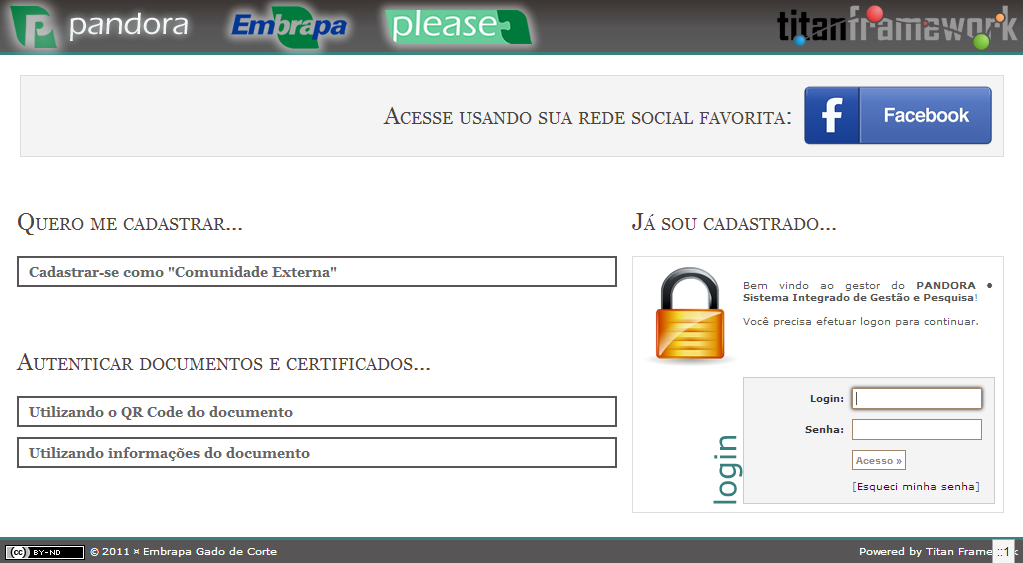 pandora
Embrapa
please
titanframework
Acesse usando sua rede social favorita:
f Facebook
Quero me cadastrar...
Cadastrar-se como "Comunidade Externa"
Autenticar documentos e certificados...
Utilizando o QR Code do documento
Utilizando informações do documento
Já sou cadastrado...
Bem vindo ao gestor do PANDORA •
Sistema Integrado de Gestão e Pesquisa!
Você precisa efetuar logon para continuar.
login
Login:
Senha:
Acesso »
[Esqueci minha senha]
(cc) BY-ND © 2011 ¤ Embrapa Gado de Corte
Powered by Titan Frame k
::1